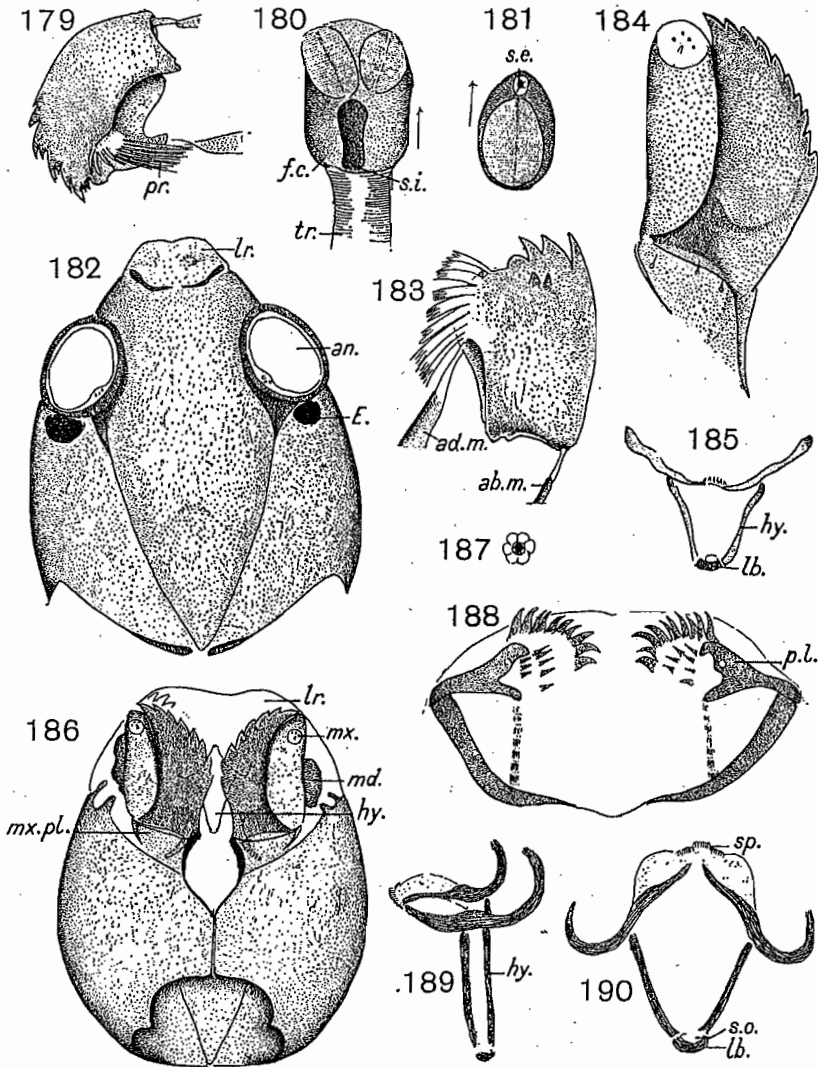 179
180
181
184
s.e.
f.c.
s.i.
pr.
tr.
182
lr.
183
an.
E.
ad.m.
ab.m.
185
hy.
lb.
187
188
p.l.
186
lr.
mx.
md.
hy.
mx.pl.
sp.
189
hy.
190
s.o.
lb.